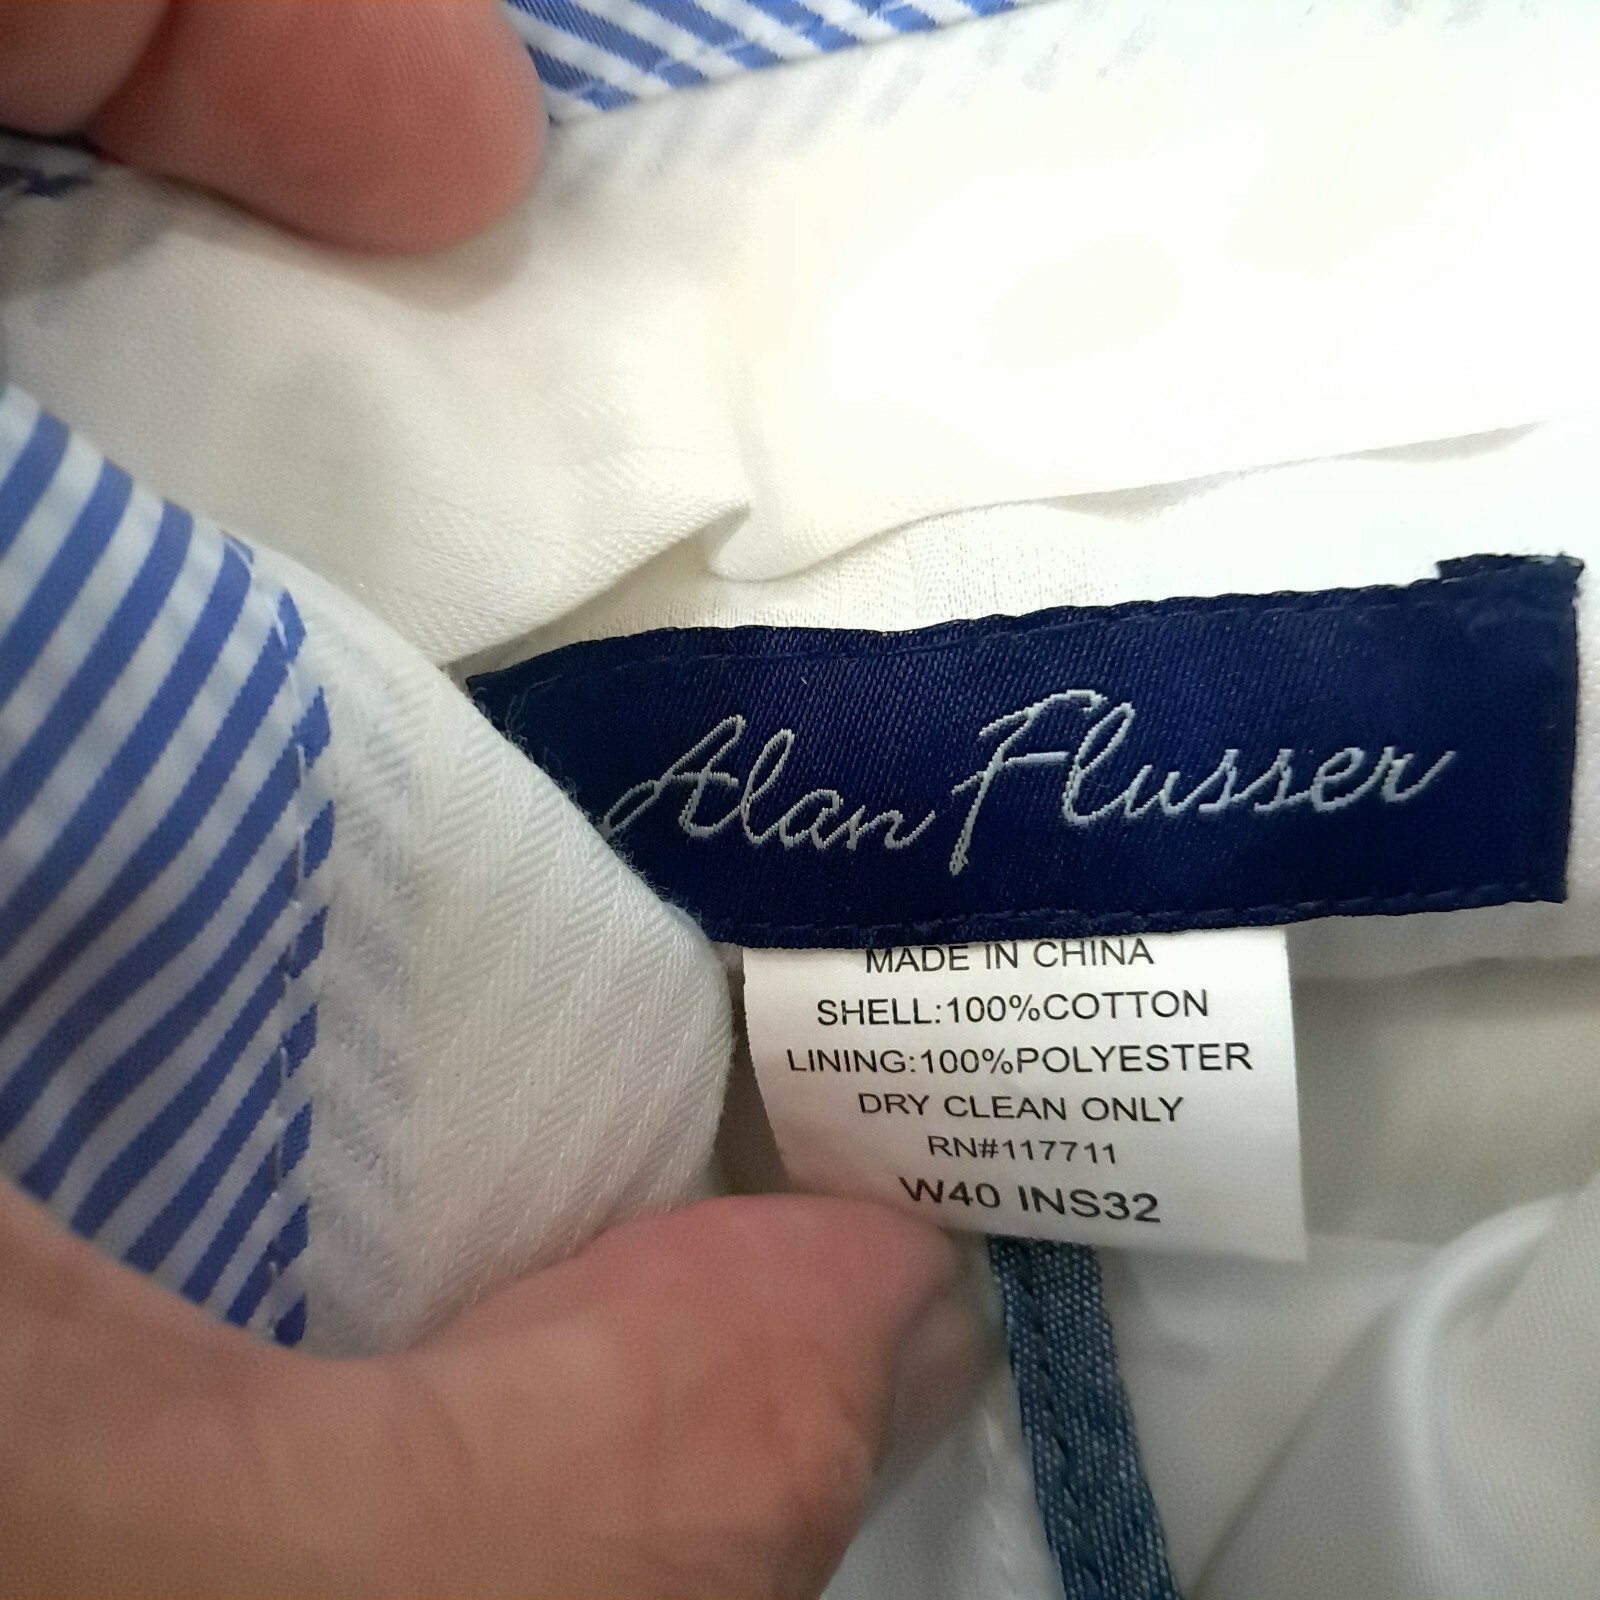 Alan Flusser
MADE IN CHINA
SHELL:100%COTTON
LINING:100%POLYESTER
DRY CLEAN ONLY
RN#117711
W40 INS32